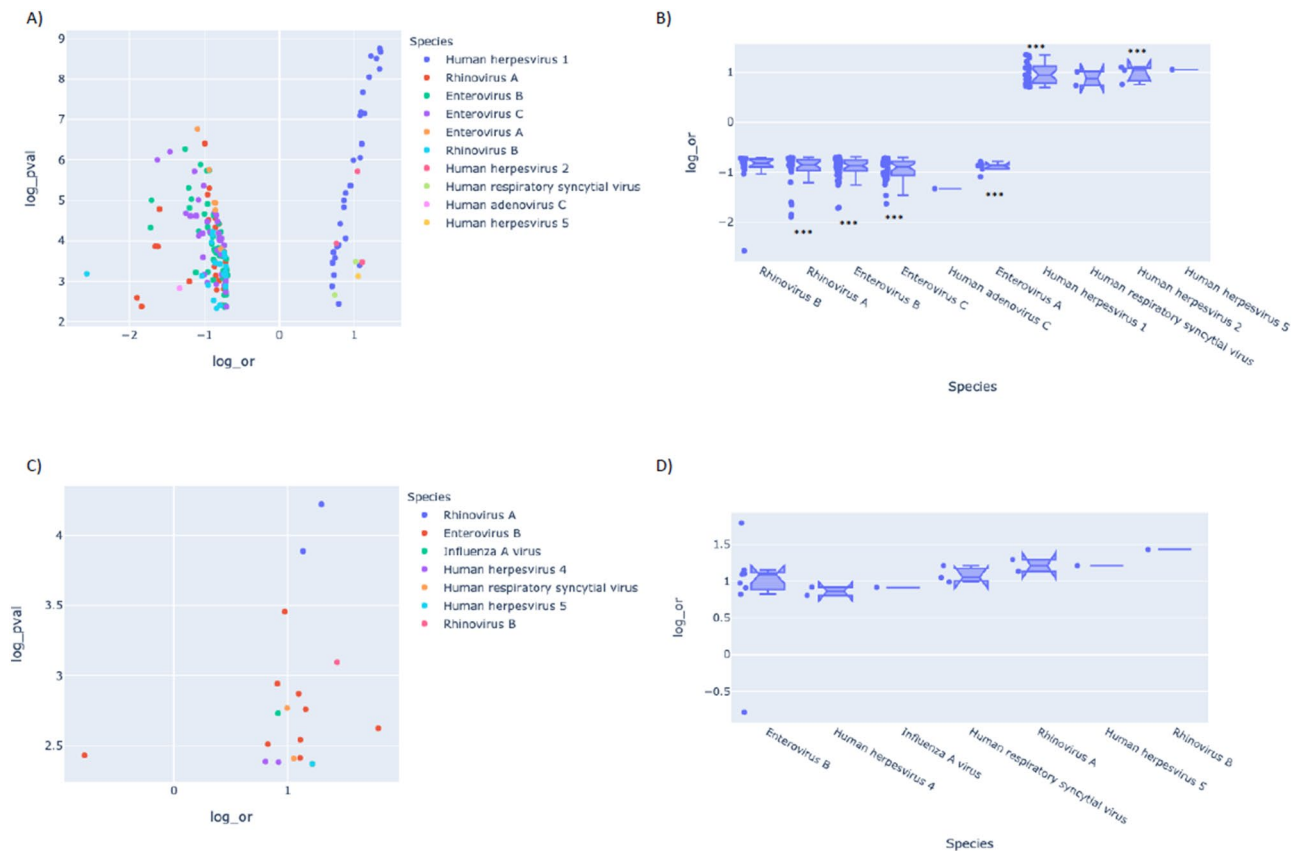 A)
9
8
7
6
5
4
3
2
log_pval
−2
−1
0
1
log_or
Species
Human herpesvirus 1
Rhinovirus A
Enterovirus B
Enterovirus C
Enterovirus A
Rhinovirus B
Human herpesvirus 2
Human respiratory syncytial virus
Human adenovirus C
Human herpesvirus 5
B)
1
0
−1
−2
log_or
***
***
***
***
***
***
Rhinovirus B
Rhinovirus A
Enterovirus B
Enterovirus C
Human adenovirus C
Enterovirus A
Human herpesvirus 1
Human respiratory syncytial virus
Human herpesvirus 2
Human herpesvirus 5
Species
C)
4
3.5
3
2.5
log_pval
0
1
log_or
Species
Rhinovirus A
Enterovirus B
Influenza A virus
Human herpesvirus 4
Human respiratory syncytial virus
Human herpesvirus 5
Rhinovirus B
D)
1.5
1
0.5
0
−0.5
log_or
Enterovirus B
Human herpesvirus 4
Influenza A virus
Human respiratory syncytial virus
Rhinovirus A
Human herpesvirus 5
Rhinovirus B
Species